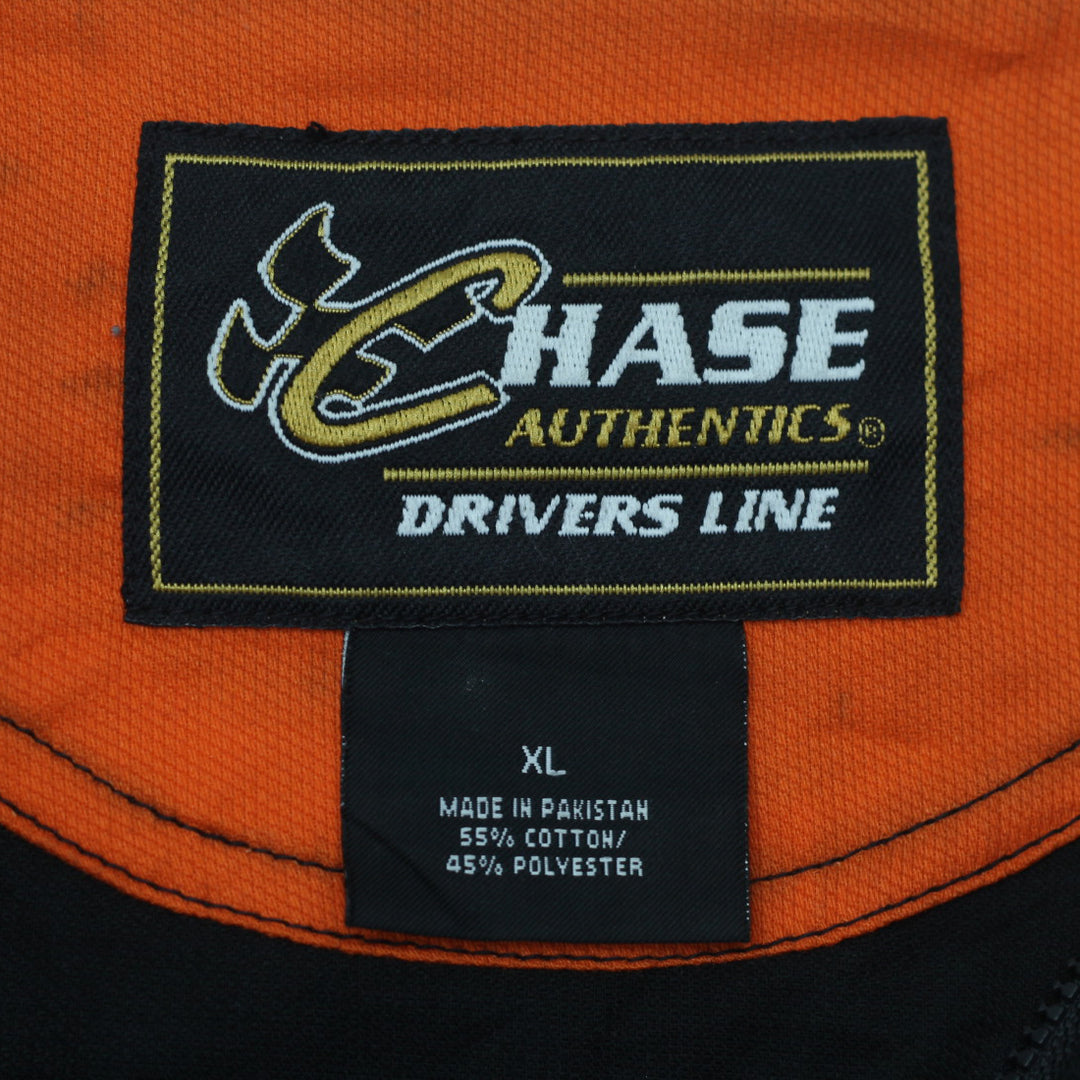 CHASE
AUTHENTICS®
DRIVERS LINE
XL
MADE IN PAKISTAN
55% COTTON/
45% POLYESTER